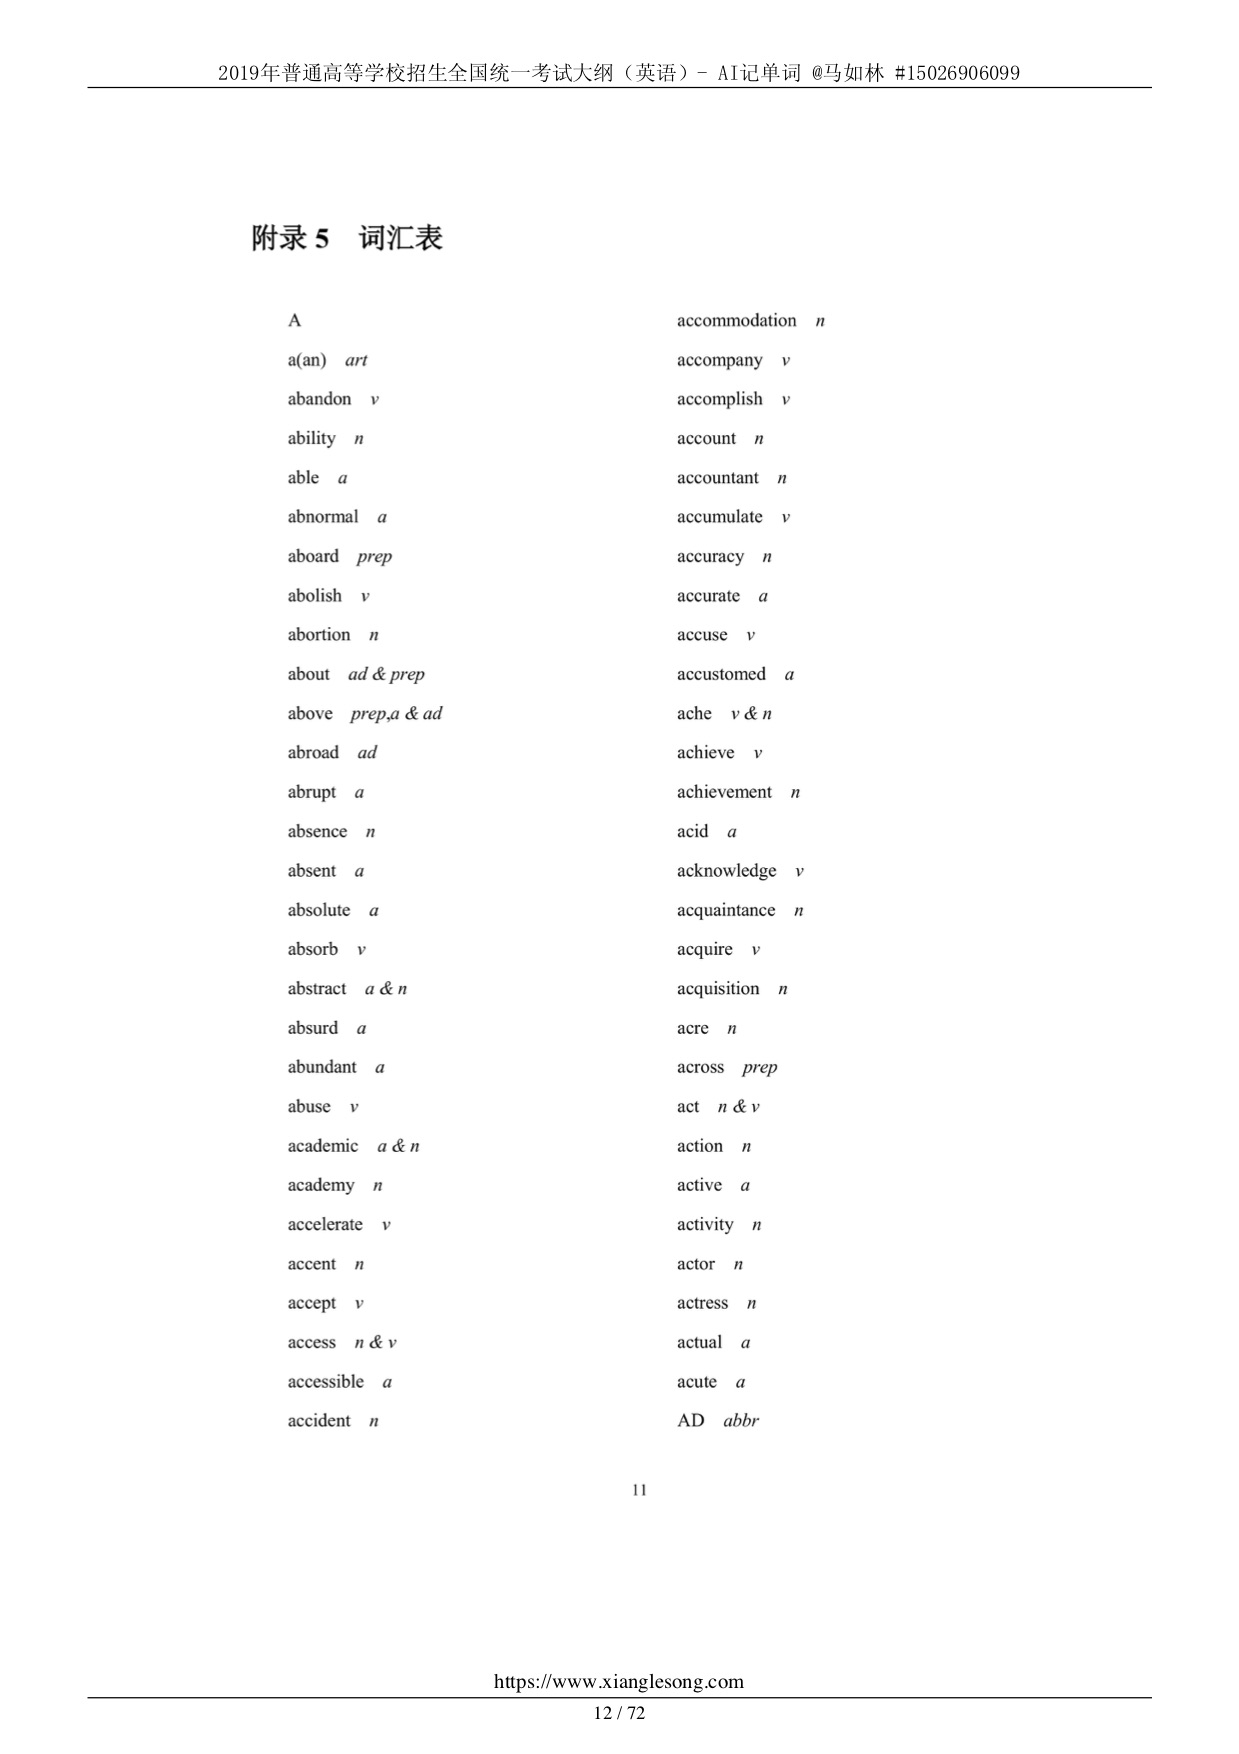 2019年普通高等学校招生全国统一考试大纲（英语）- AI记单词 @马如林 #15026906099
附录 5 词汇表
A
a(an) art
abandon v
ability n
able a
abnormal a
aboard prep
abolish v
abortion n
about ad & prep
above prep,a & ad
abroad ad
abrupt a
absence n
absent a
absolute a
absorb v
abstract a & n
absurd a
abundant a
abuse v
academic a & n
academy n
accelerate v
accent n
accept v
access n & v
accessible a
accident n
accommodation n
accompany v
accomplish v
account n
accountant n
accumulate v
accuracy n
accurate a
accuse v
accustomed a
ache v & n
achieve v
achievement n
acid a
acknowledge v
acquaintance n
acquire v
acquisition n
acre n
across prep
act n & v
action n
active a
activity n
actor n
actress n
actual a
acute a
AD abbr
11
https://www.xianglesong.com
12 / 72